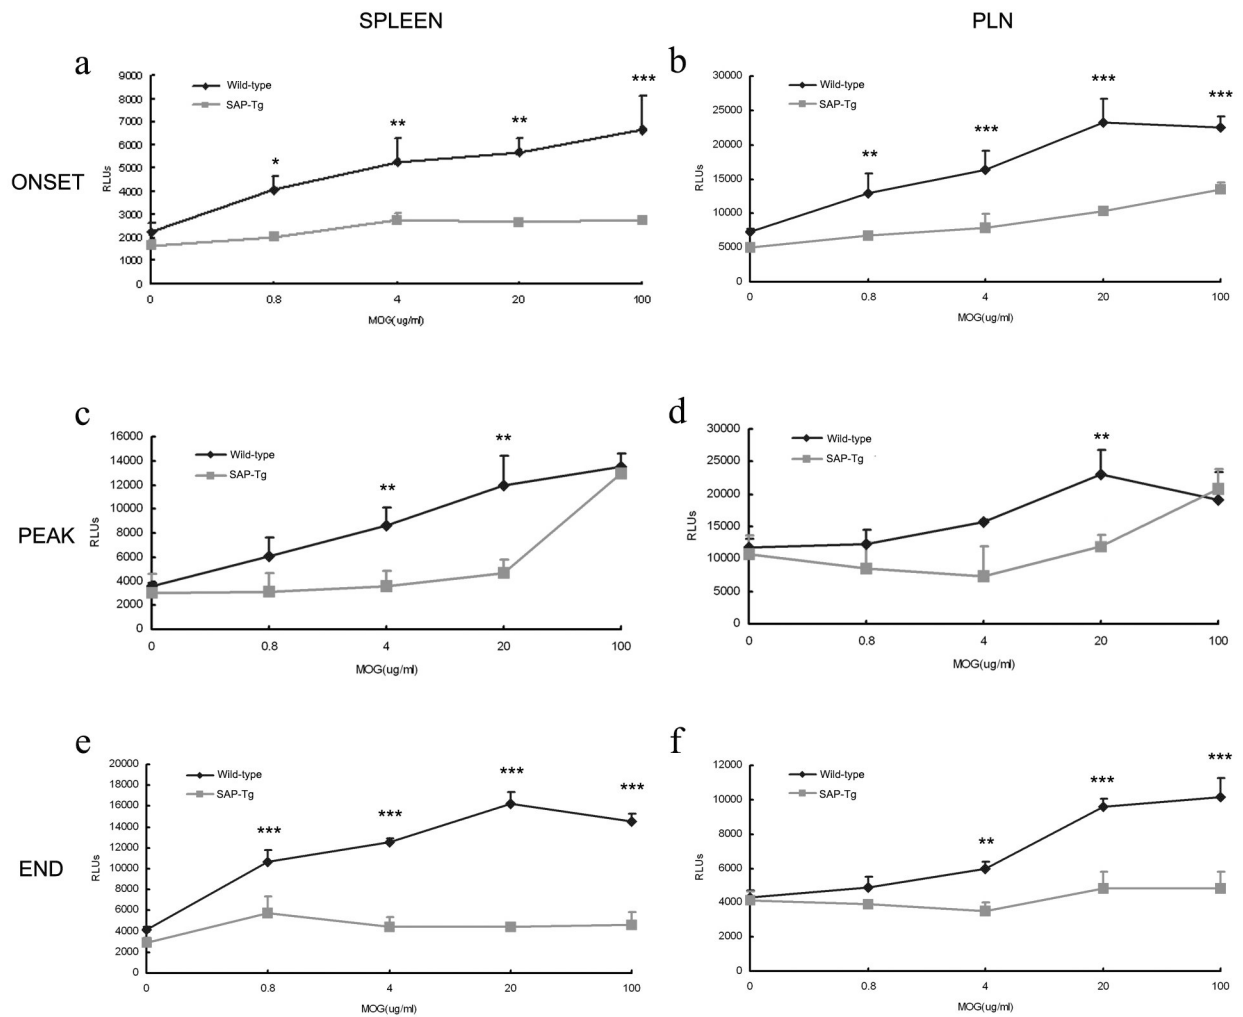 SPLEEN
PLN
ONSET
a
9000
8000
7000
6000
5000
4000
3000
2000
1000
0
RLUs
Wild-type
SAP-Tg
*
**
**
***
0 0.8 4 20 100
MOG(ug/ml)
b
30000
25000
20000
15000
10000
5000
0
RLUs
Wild-type
SAP-Tg
**
***
***
***
0 0.8 4 20 100
MOG(ug/ml)
PEAK
c
16000
14000
12000
10000
8000
6000
4000
2000
0
RLUs
Wild-type
SAP-Tg
**
**
0 0.8 4 20 100
MOG(ug/ml)
d
30000
25000
20000
15000
10000
5000
0
RLUs
Wild-type
SAP-Tg
**
0 0.8 4 20 100
MOG(ug/ml)
END
e
20000
18000
16000
14000
12000
10000
8000
6000
4000
2000
0
RLUs
Wild-type
SAP-Tg
***
***
***
***
0 0.8 4 20 100
MOG(ug/ml)
f
12000
10000
8000
6000
4000
2000
0
RLUs
Wild-type
SAP-Tg
**
***
***
0 0.8 4 20 100
MOG(ug/ml)